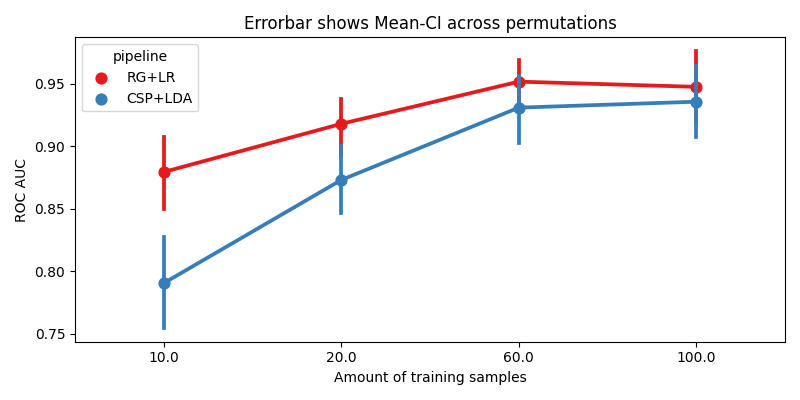 Errorbar shows Mean-CI across permutations
pipeline
RG+LR
CSP+LDA
ROC AUC
0.95
0.90
0.85
0.80
0.75
10.0 20.0 60.0 100.0
Amount of training samples